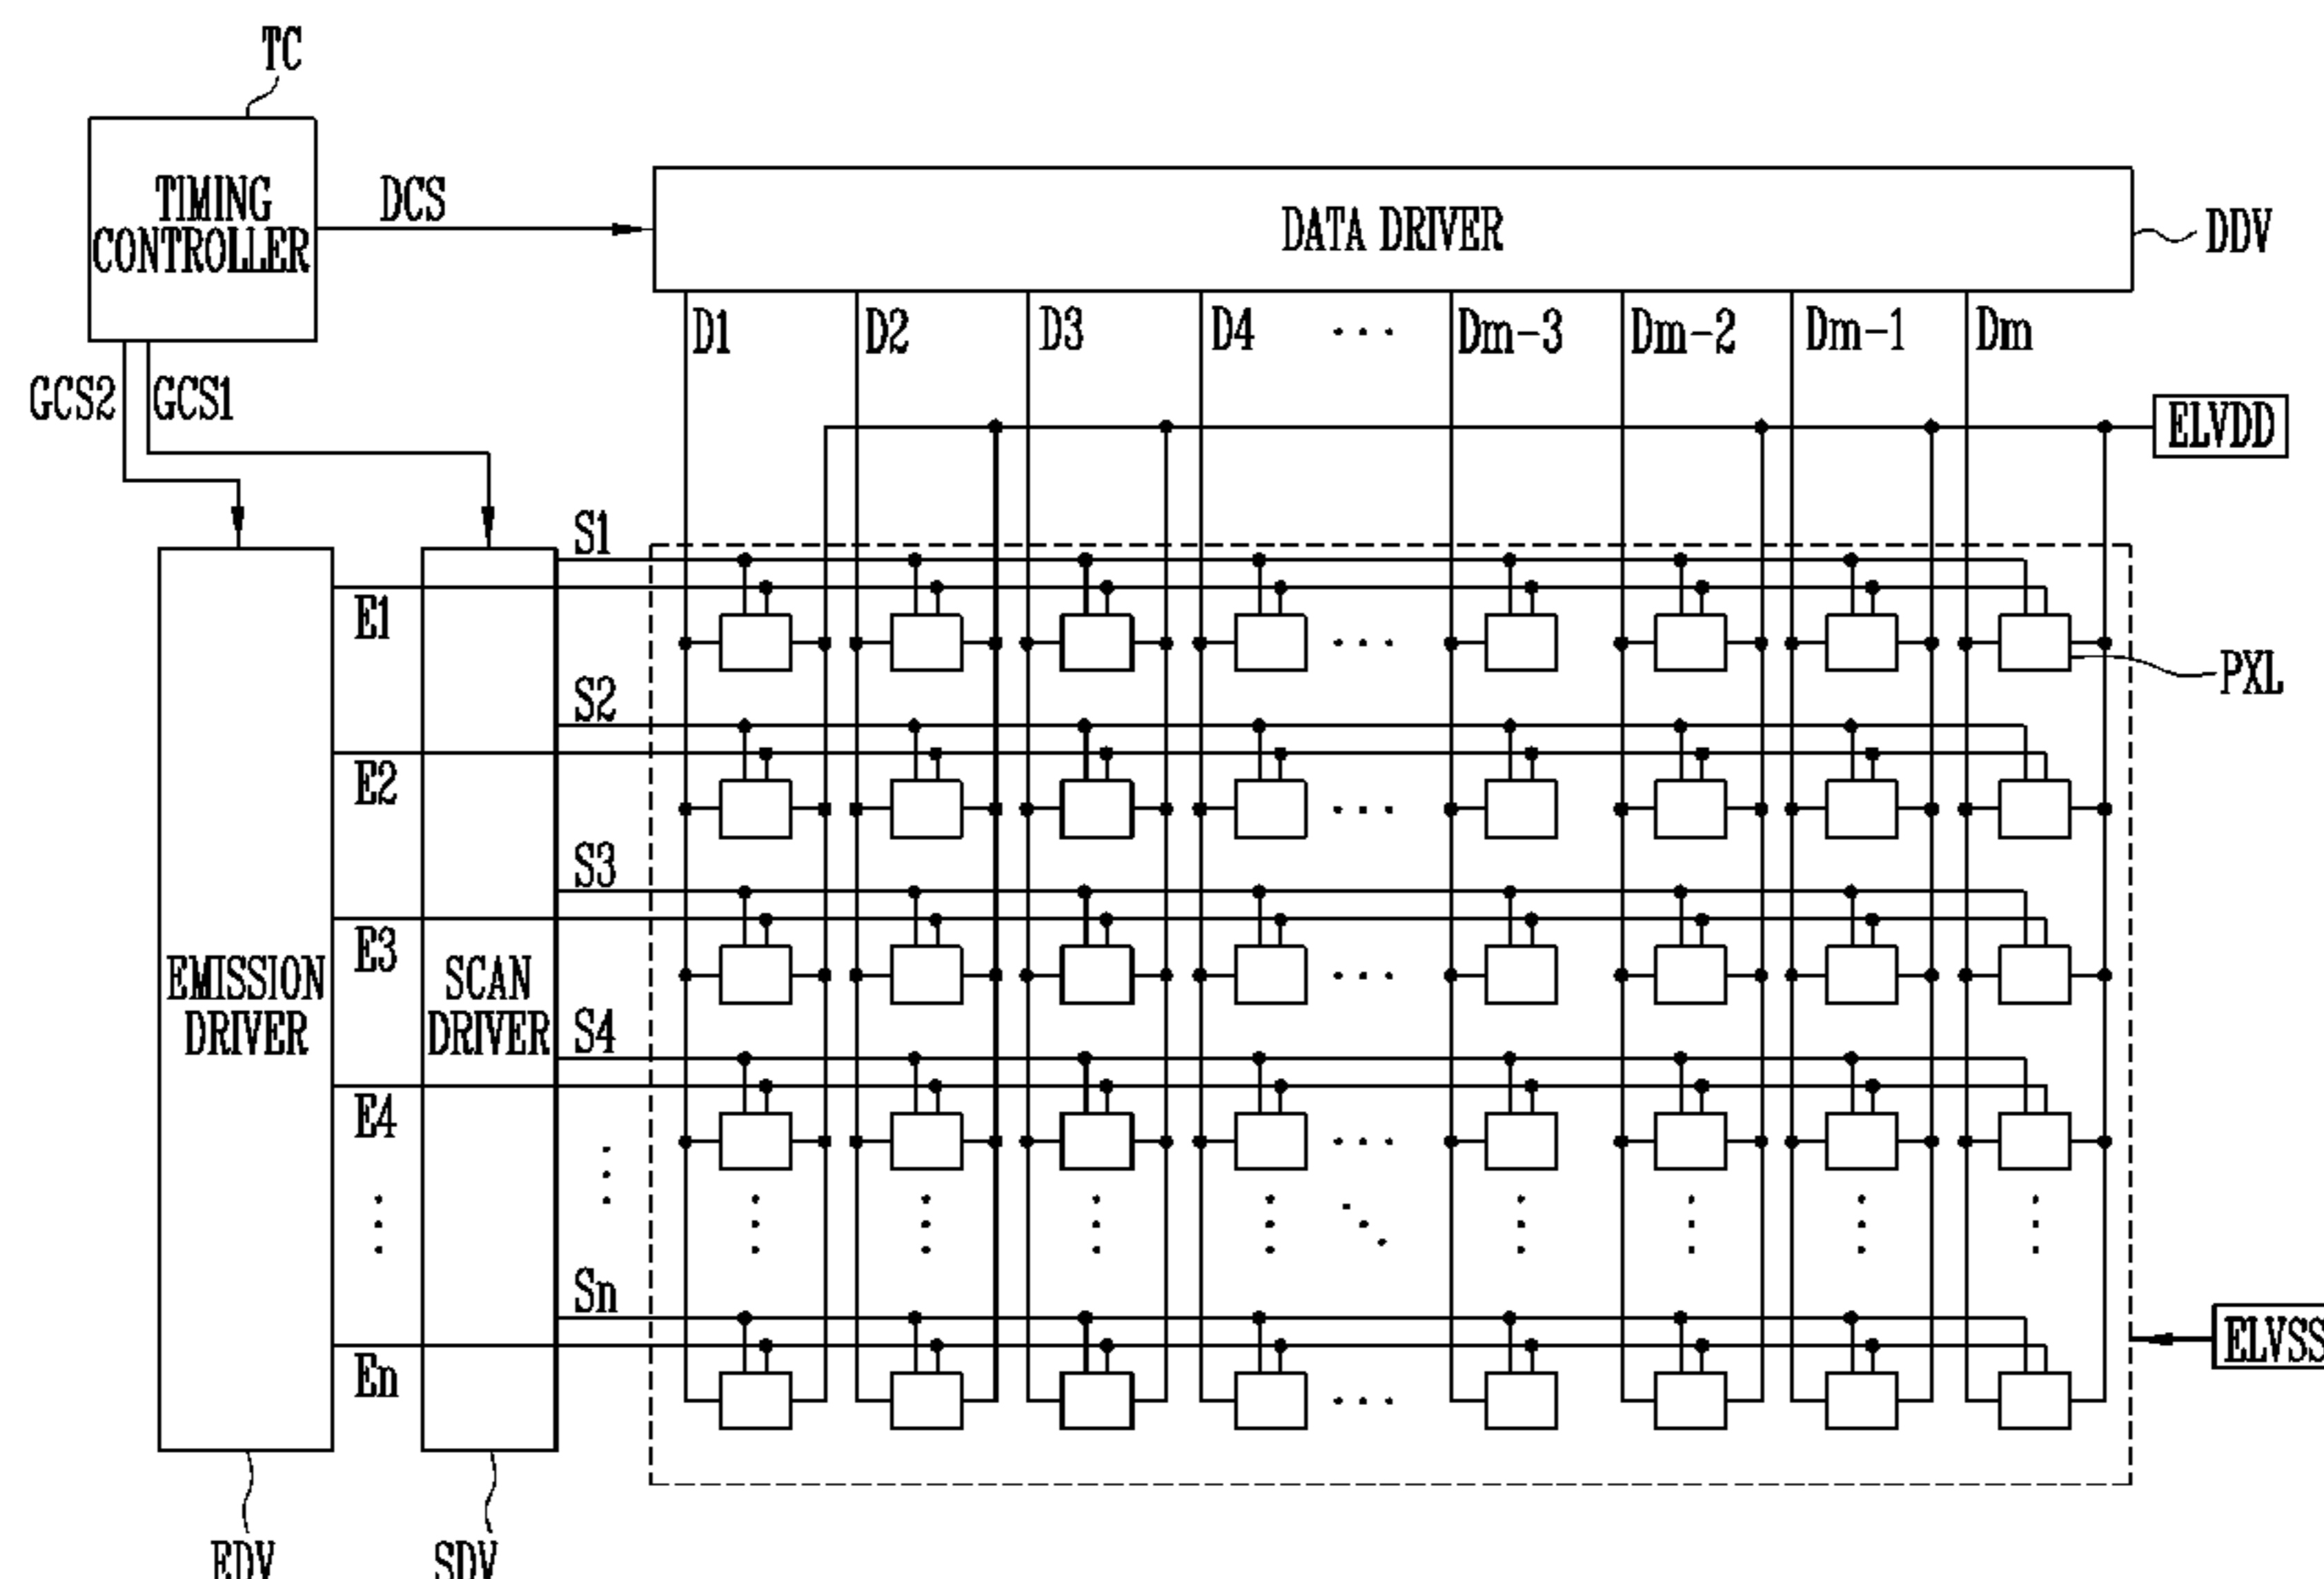 TC
TIMING
CONTROLLER
DCS
DATA DRIVER
DDV
D1 D2 D3 D4 ... Dm-3 Dm-2 Dm-1 Dm
GCS2 GCS1
ELVDD
S1
E1
PXL
S2
E2
S3
E3
EMISSION
DRIVER
SCAN
DRIVER
S4
E4
Sn
En
ELVSS
EDV
SDV